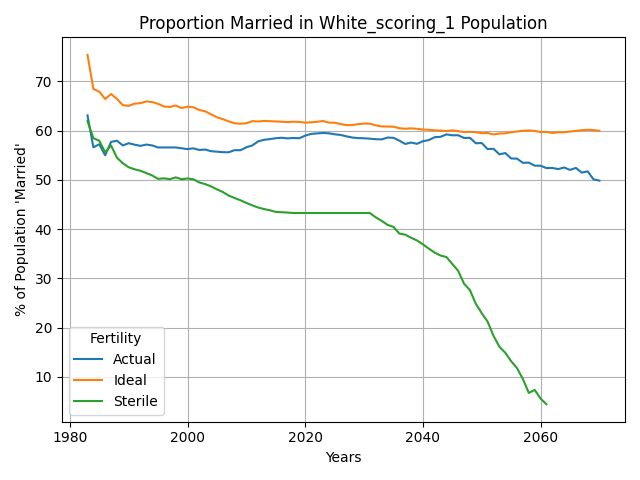 Proportion Married in White_scoring_1 Population
% of Population 'Married'
70
60
50
40
30
20
10
Fertility
Actual
Ideal
Sterile
1980
2000
2020
2040
2060
Years